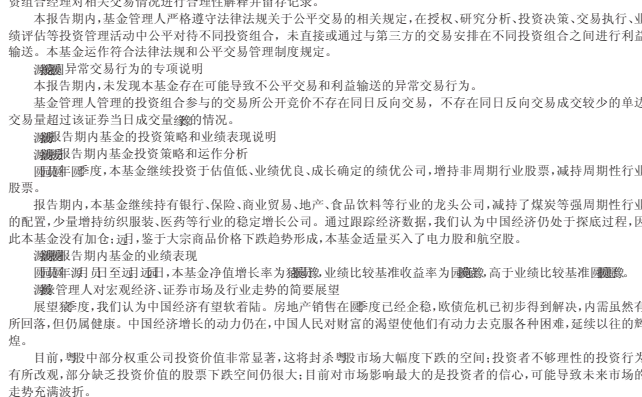 资组合经理对相关交易情况进行合理性解释并留存记录。
本报告期内,基金管理人严格遵守法律法规关于公平交易的相关规定,在授权、研究分析、投资决策、交易执行、业
绩评估等投资管理活动中公平对待不同投资组合,未直接或通过与第三方的交易安排在不同投资组合之间进行利益
输送。本基金运作符合法律法规和公平交易管理制度规定。
异常交易行为的专项说明
本报告期内,未发现本基金存在可能导致不公平交易和利益输送的异常交易行为。
基金管理人管理的投资组合参与的交易所公开竞价不存在同日反向交易,不存在同日反向交易成交较少的单边
交易量超过该证券当日成交量的情况。
报告期内基金的投资策略和业绩表现说明
报告期内基金投资策略和运作分析
年 季度,本基金继续投资于估值低、业绩优良、成长确定的绩优公司,增持非周期行业股票,减持周期性行业
股票。
报告期内,本基金继续持有银行、保险、商业贸易、地产、食品饮料等行业的龙头公司,减持了煤炭等强周期性行业
的配置,少量增持纺织服装、医药等行业的稳定增长公司。通过跟踪经济数据,我们认为中国经济仍处于探底过程,因
此本基金没有加仓; 月,鉴于大宗商品价格下跌趋势形成,本基金适量买入了电力股和航空股。
报告期内基金的业绩表现
年 月 日至 月 日,本基金净值增长率为 ,业绩比较基准收益率为 ,高于业绩比较基准 。
管理人对宏观经济、证券市场及行业走势的简要展望
展望 季度,我们认为中国经济有望软着陆。房地产销售在 季度已经企稳,欧债危机已初步得到解决,内需虽然有
所回落,但仍属健康。中国经济增长的动力仍在,中国人民对财富的渴望使他们有动力去克服各种困难,延续以往的辉
煌。
目前, 股中部分权重公司投资价值非常显著,这将封杀 股市场大幅度下跌的空间;投资者不够理性的投资行为
有所改观,部分缺乏投资价值的股票下跌空间仍很大;目前对市场影响最大的是投资者的信心,可能导致未来市场的
走势充满波折。